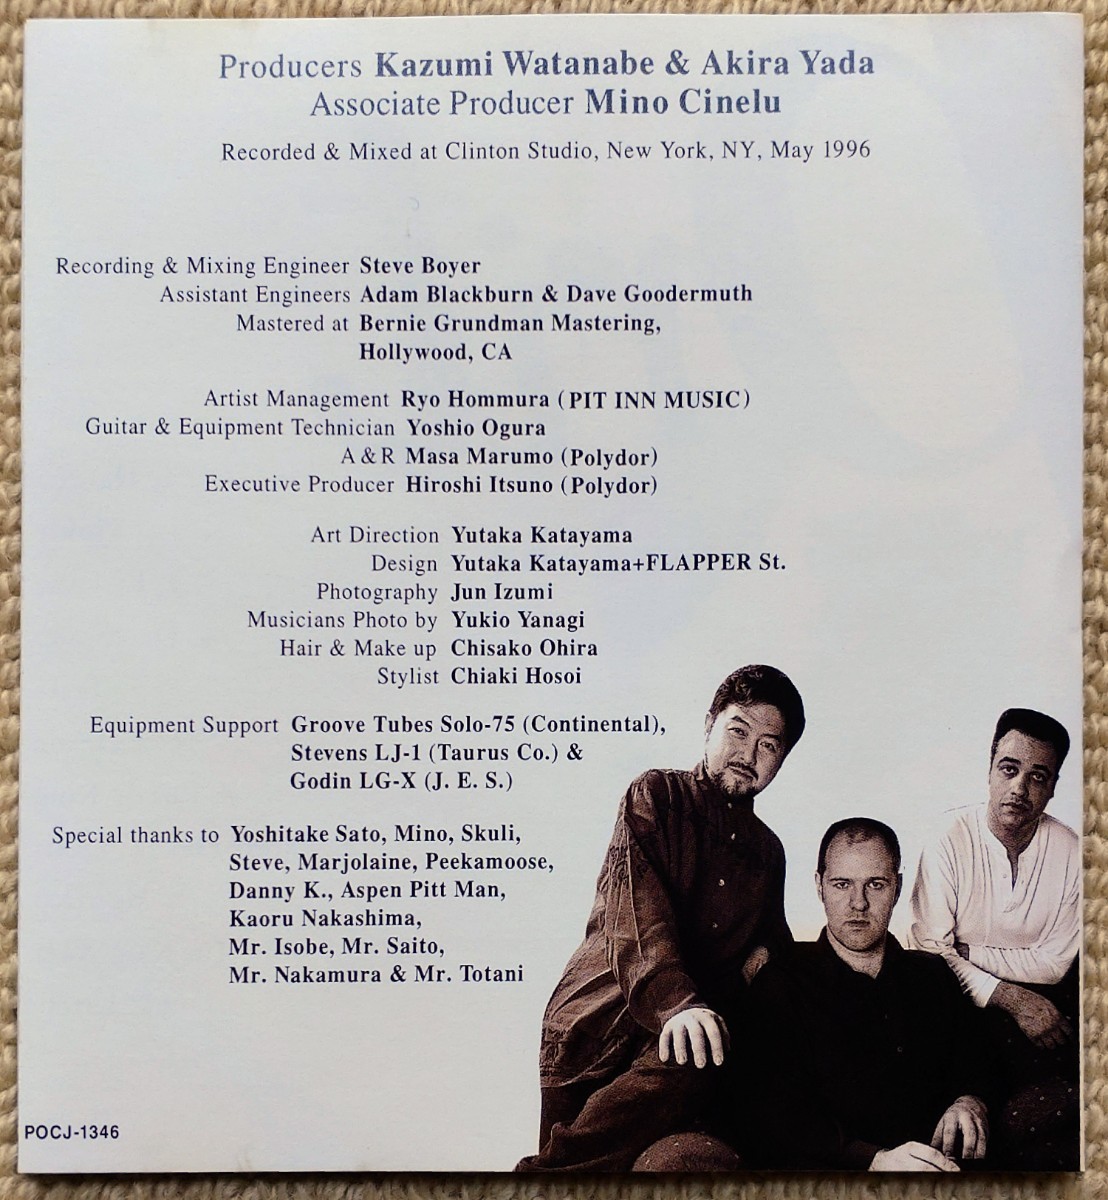 Producers Kazumi Watanabe & Akira Yada
Associate Producer Mino Cinelu
Recorded & Mixed at Clinton Studio, New York, NY, May 1996
Recording & Mixing Engineer Steve Boyer
Assistant Engineers Adam Blackburn & Dave Goodermuth
Mastered at Bernie Grundman Mastering,
Hollywood, CA
Artist Management Ryo Hommura (PIT INN MUSIC)
Guitar & Equipment Technician Yoshio Ogura
A & R Masa Marumo (Polydor)
Executive Producer Hiroshi Itsuno (Polydor)
Art Direction Yutaka Katayama
Design Yutaka Katayama+FLAPPER St.
Photography Jun Izumi
Musicians Photo by Yukio Yanagi
Hair & Make up Chisako Ohira
Stylist Chiaki Hosoi
Equipment Support Groove Tubes Solo-75 (Continental),
Stevens LJ-1 (Taurus Co.) &
Godin LG-X (J. E. S.)
Special thanks to Yoshitake Sato, Mino, Skuli,
Steve, Marjolaine, Peekamoose,
Danny K., Aspen Pitt Man,
Kaoru Nakashima,
Mr. Isobe, Mr. Saito,
Mr. Nakamura & Mr. Totani
POCJ-1346